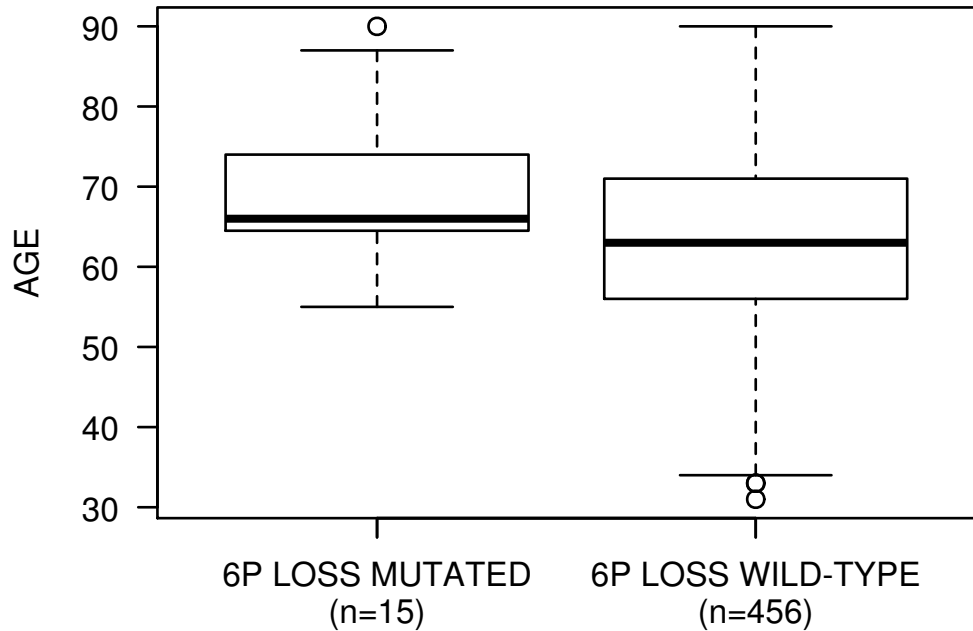 90
80
70
60
50
40
30
AGE
6P LOSS MUTATED
(n=15)
6P LOSS WILD-TYPE
(n=456)